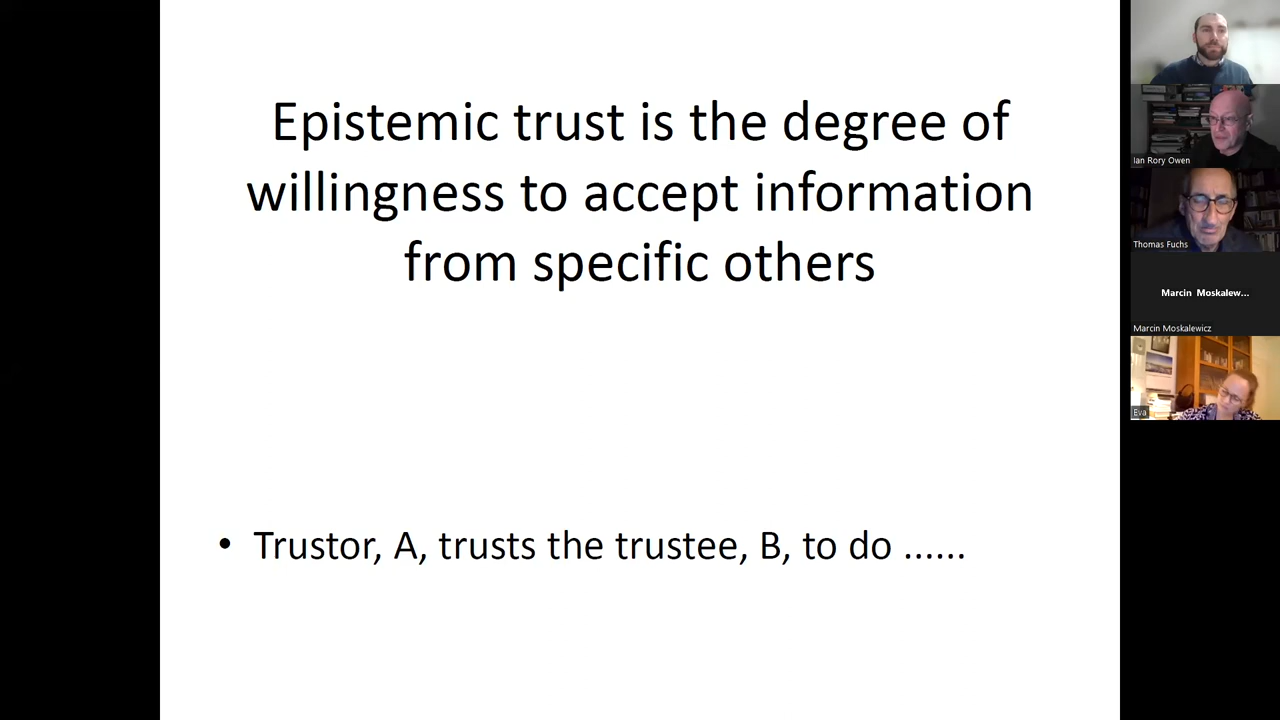 Epistemic trust is the degree of
willingness to accept information
from specific others
• Trustor, A, trusts the trustee, B, to do ......
Ian Rory Owen
Thomas Fuchs
Marcin Moskalew...
Marcin Moskalewicz
Eva